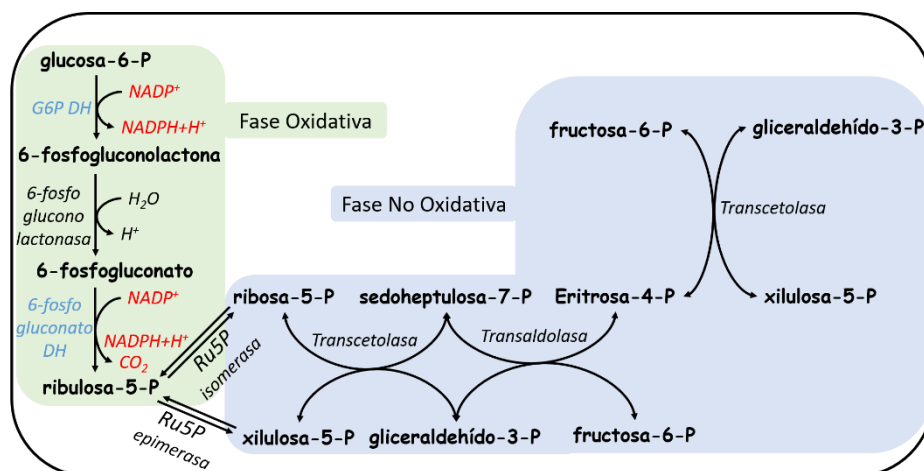 glucosa-6-P
G6P DH
NADP⁺
NADPH+H⁺
Fase Oxidativa
6-fosfogluconolactona
6-fosfo
glucono
lactonasa
H₂O
H⁺
6-fosfogluconato
6-fosfo
gluconato
DH
NADP⁺
NADPH+H⁺
CO₂
ribulosa-5-P
Ru5P
isomerasa
Ru5P
epimerasa
Fase No Oxidativa
fructosa-6-P
gliceraldehído-3-P
Transcetolasa
ribosa-5-P
sedoheptulosa-7-P
Eritrosa-4-P
xilulosa-5-P
Transcetolasa
Transaldolasa
xilulosa-5-P
gliceraldehído-3-P
fructosa-6-P